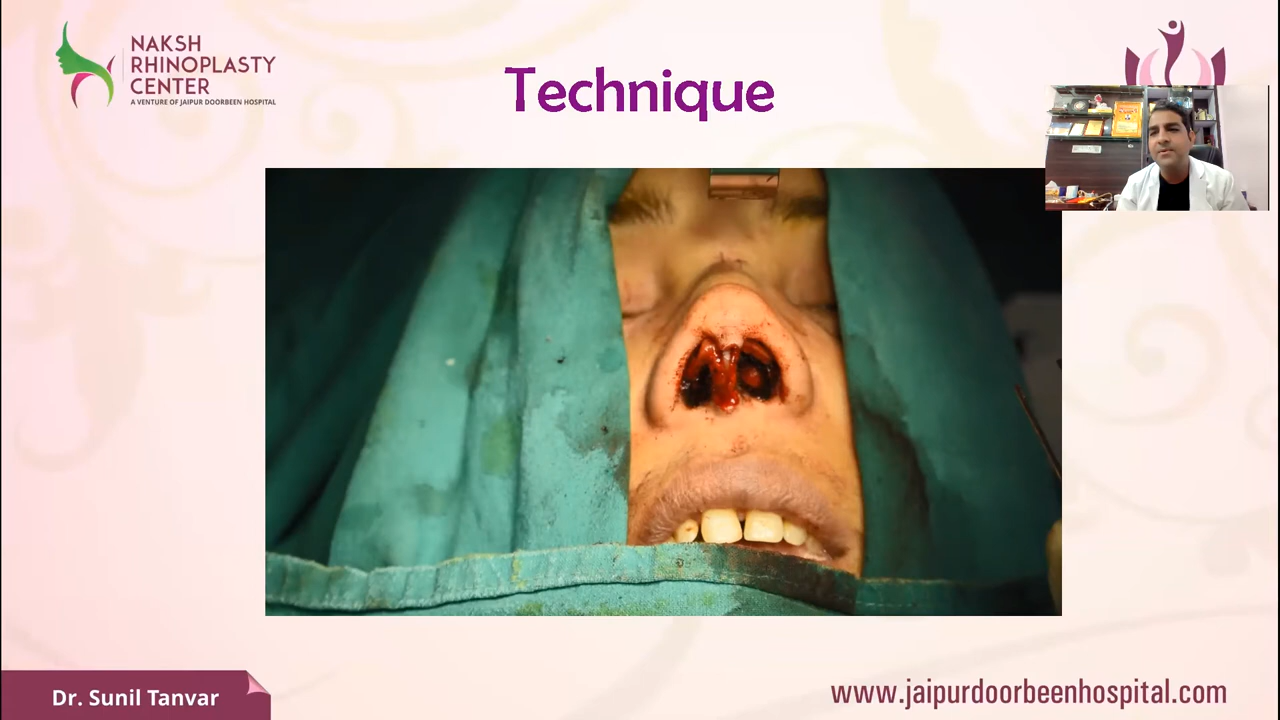 NAKSH
RHINOPLASTY
CENTER
A VENTURE OF JAIPUR DOORBEEN HOSPITAL
Technique
Dr. Sunil Tanvar
www.jaipurdoorbeenhospital.com